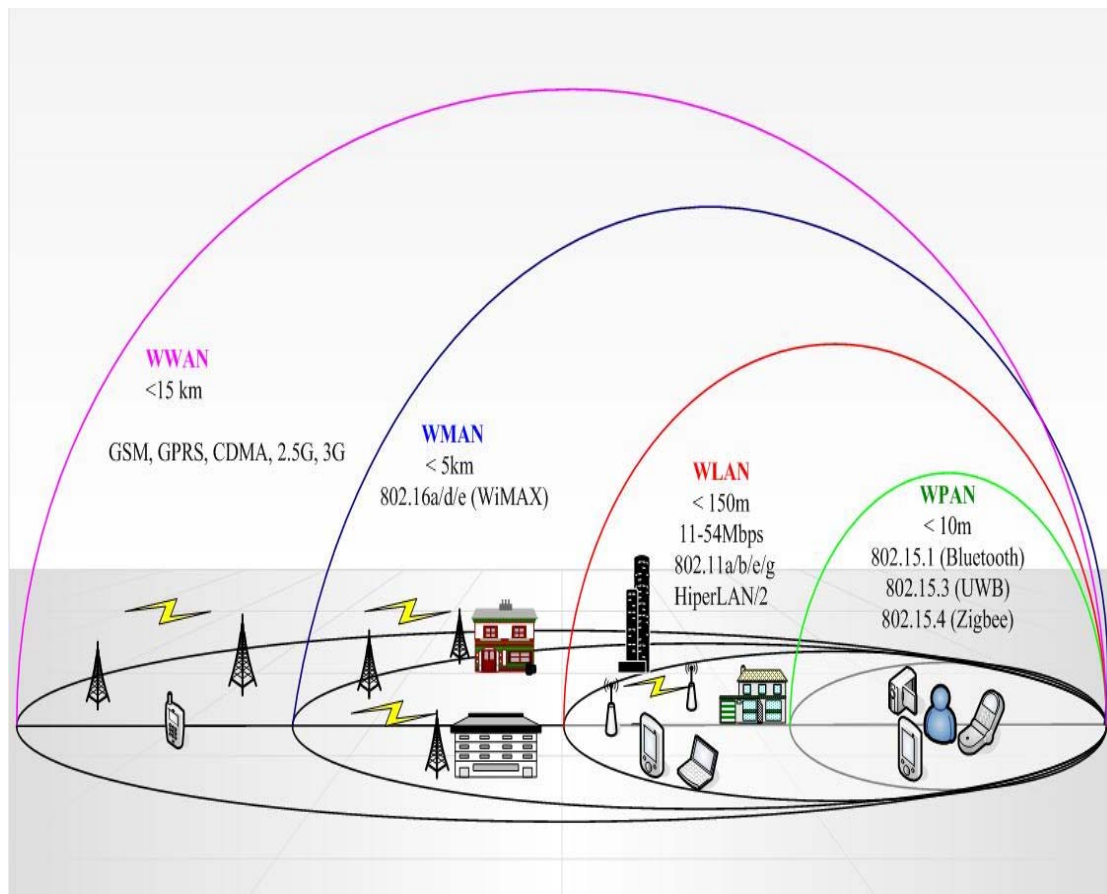 WWAN
<15 km
GSM, GPRS, CDMA, 2.5G, 3G
WMAN
< 5km
802.16a/d/e (WiMAX)
WLAN
< 150m
11-54Mbps
802.11a/b/e/g
HiperLAN/2
WPAN
< 10m
802.15.1 (Bluetooth)
802.15.3 (UWB)
802.15.4 (Zigbee)